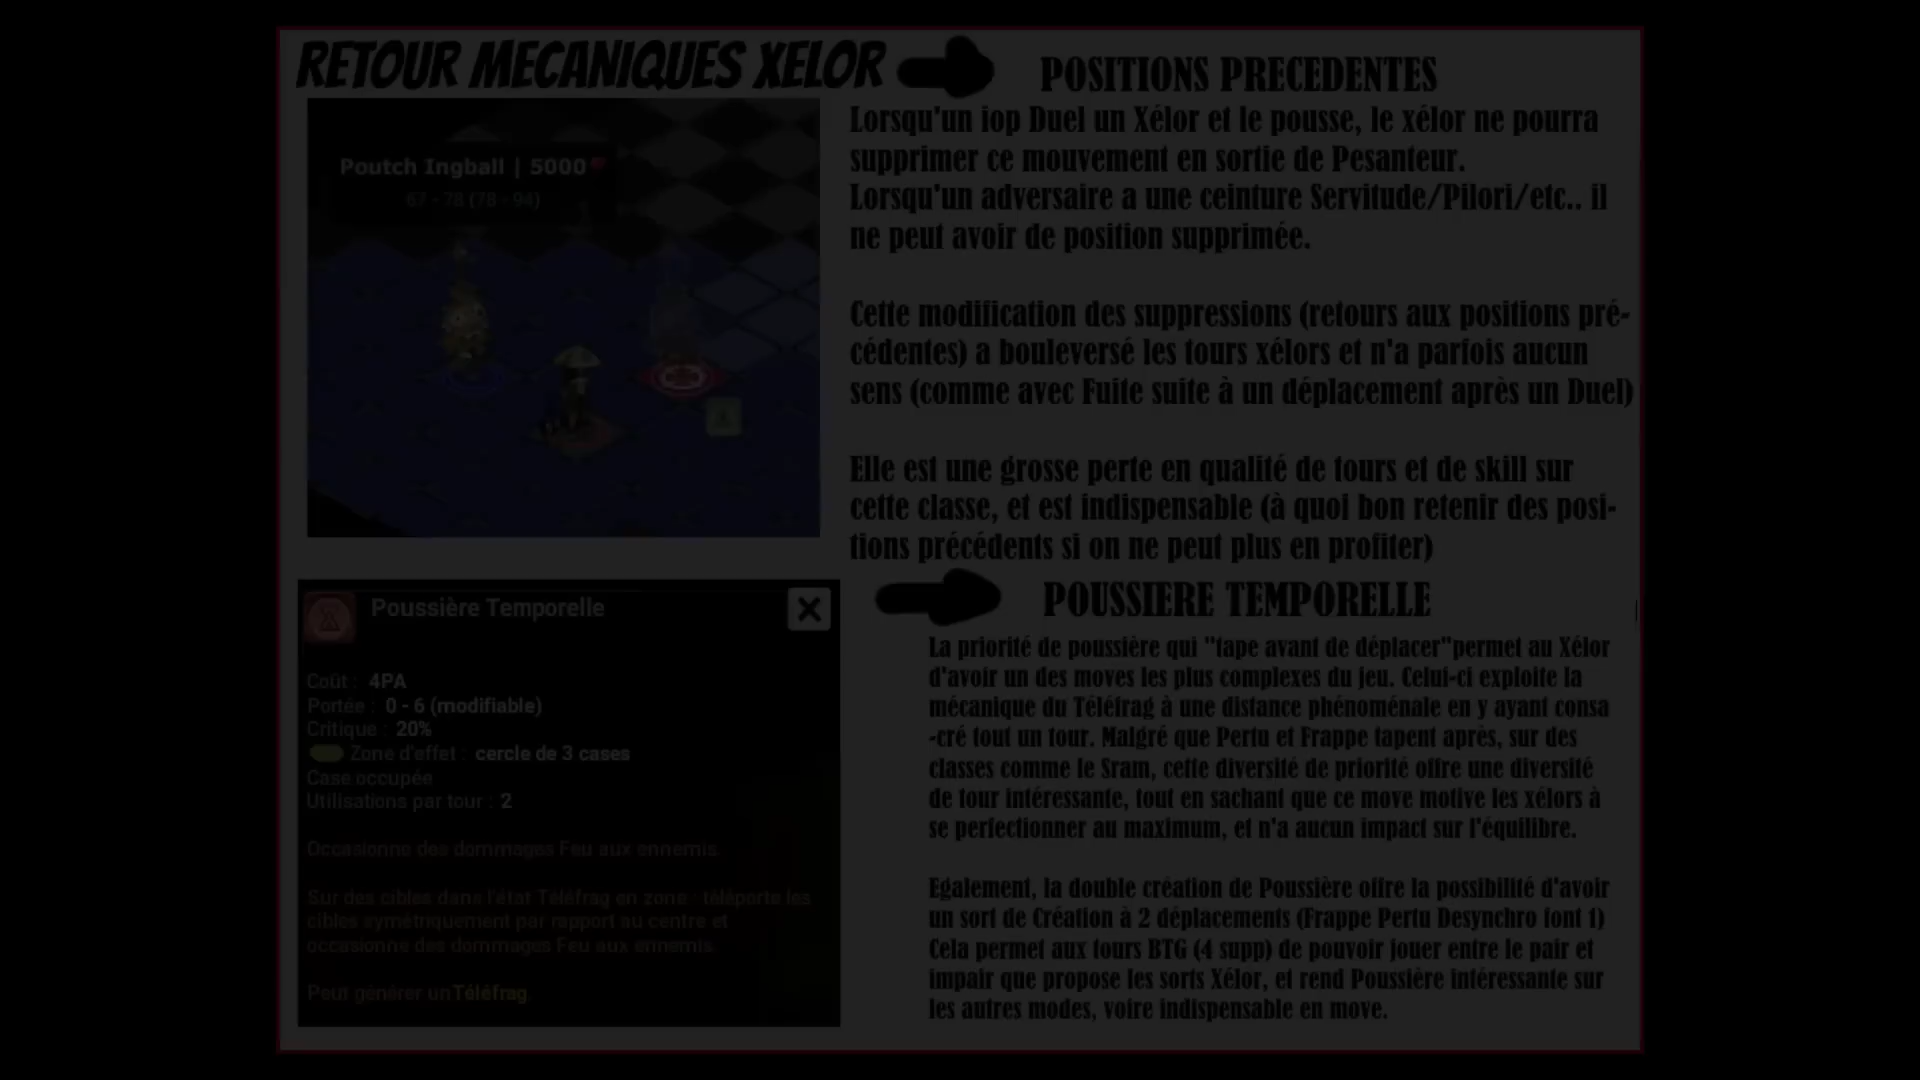 RETOUR MECANIQUES XELOR
POSITIONS PRECEDENTES
Lorsqu'un iop Duel un Xélor et le pousse, le xélor ne pourra
supprimer ce mouvement en sortie de Pesanteur.
Lorsqu'un adversaire a une ceinture Servitude/Pilori/etc.. il
ne peut avoir de position supprimée.
Cette modification des suppressions (retours aux positions pré-
cédentes) a bouleversé les tours xélors et n'a parfois aucun
sens (comme avec Fuite suite à un déplacement après un Duel)
Elle est une grosse perte en qualité de tours et de skill sur
cette classe, et est indispensable (à quoi bon retenir des posi-
tions précédents si on ne peut plus en profiter)
Poutch Ingball | 5000
67 - 78 (78 - 94)
POUSSIERE TEMPORELLE
La priorité de poussière qui "tape avant de déplacer"permet au Xélor
d'avoir un des moves les plus complexes du jeu. Celui-ci exploite la
mécanique du Téléfrag à une distance phénoménale en y ayant consa
-cré tout un tour. Malgré que Pertu et Frappe tapent après, sur des
classes comme le Sram, cette diversité de priorité offre une diversité
de tour intéressante, tout en sachant que ce move motive les xélors à
se perfectionner au maximum, et n'a aucun impact sur l'équilibre.
Egalement, la double création de Poussière offre la possibilité d'avoir
un sort de Création à 2 déplacements (Frappe Pertu Desynchro font 1)
Cela permet aux tours BTG (4 supp) de pouvoir jouer entre le pair et
impair que propose les sorts Xélor, et rend Poussière intéressante sur
les autres modes, voire indispensable en move.
Poussière Temporelle
Coût : 4PA
Portée : 0 - 6 (modifiable)
Critique : 20%
Zone d'effet : cercle de 3 cases
Case occupée
Utilisations par tour : 2
Occasionne des dommages Feu aux ennemis.
Sur des cibles dans l'état Téléfrag en zone : téléporte les
cibles symétriquement par rapport au centre et
occasionne des dommages Feu aux ennemis.
Peut générer un Téléfrag.